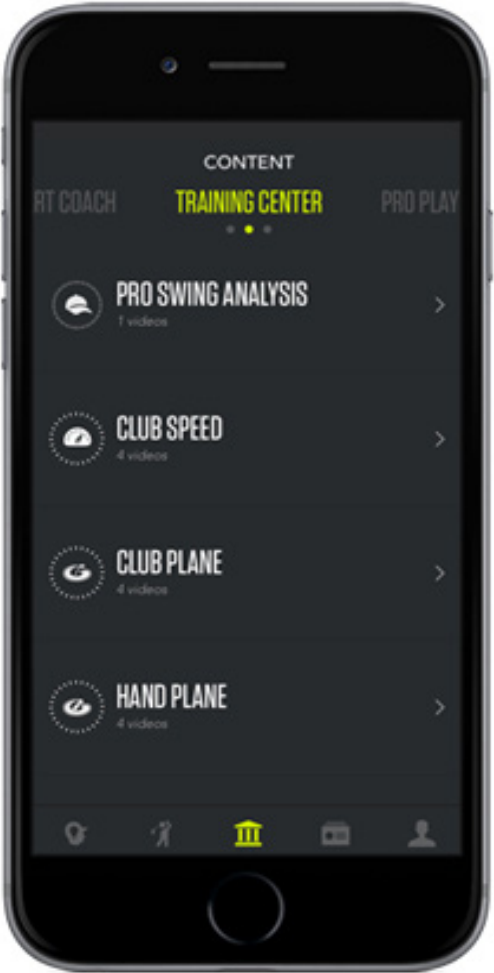 CONTENT
RT COACH TRAINING CENTER PRO PLAY
PRO SWING ANALYSIS
1 videos
CLUB SPEED
4 videos
CLUB PLANE
4 videos
HAND PLANE
4 videos